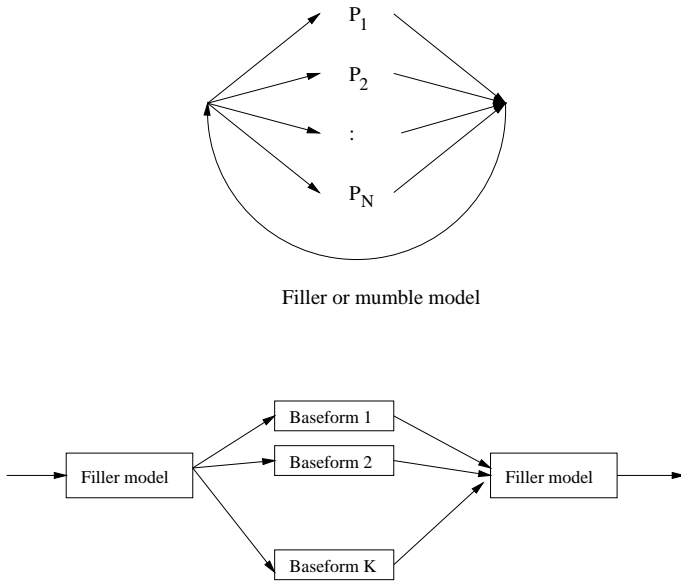 P1
P2
:
PN
Filler or mumble model
Baseform 1
Filler model
Baseform 2
Filler model
Baseform K